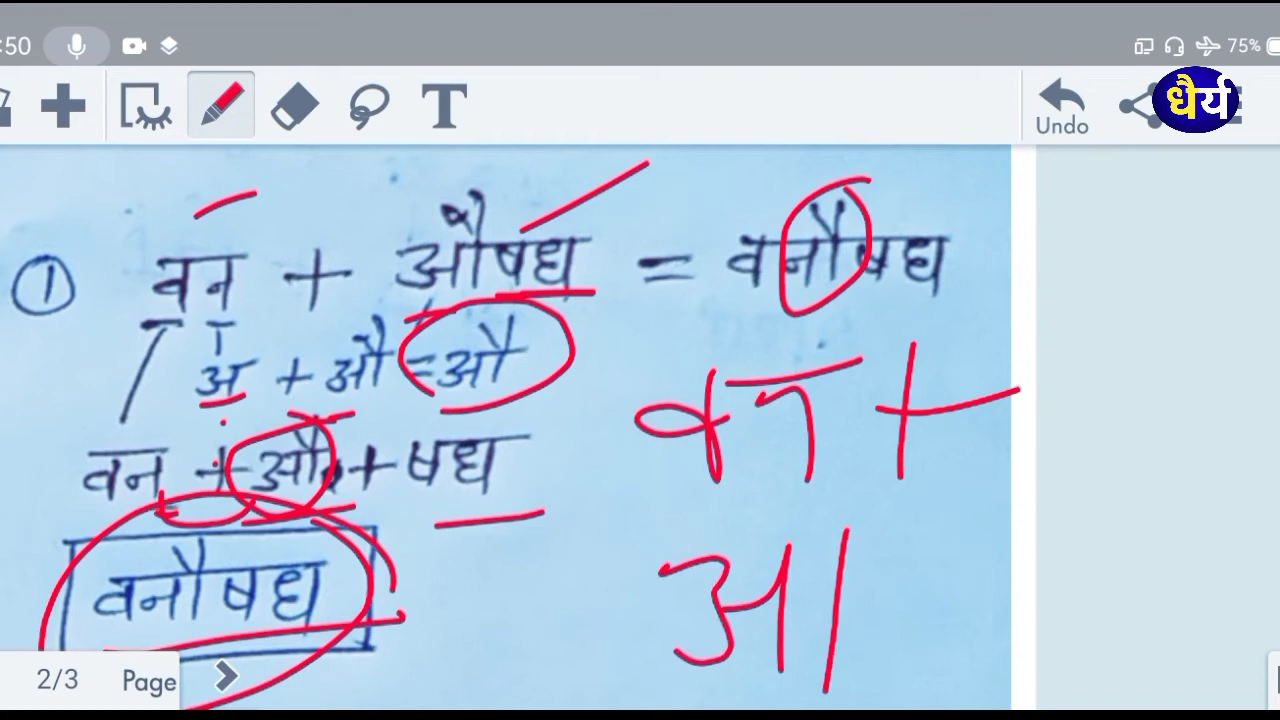 :50 75%
Undo धैर्य
① वन + औषध = वनौषध
अ + औ = औ
वन + औ + षध
वनौषध
वन +
आ
2/3 Page